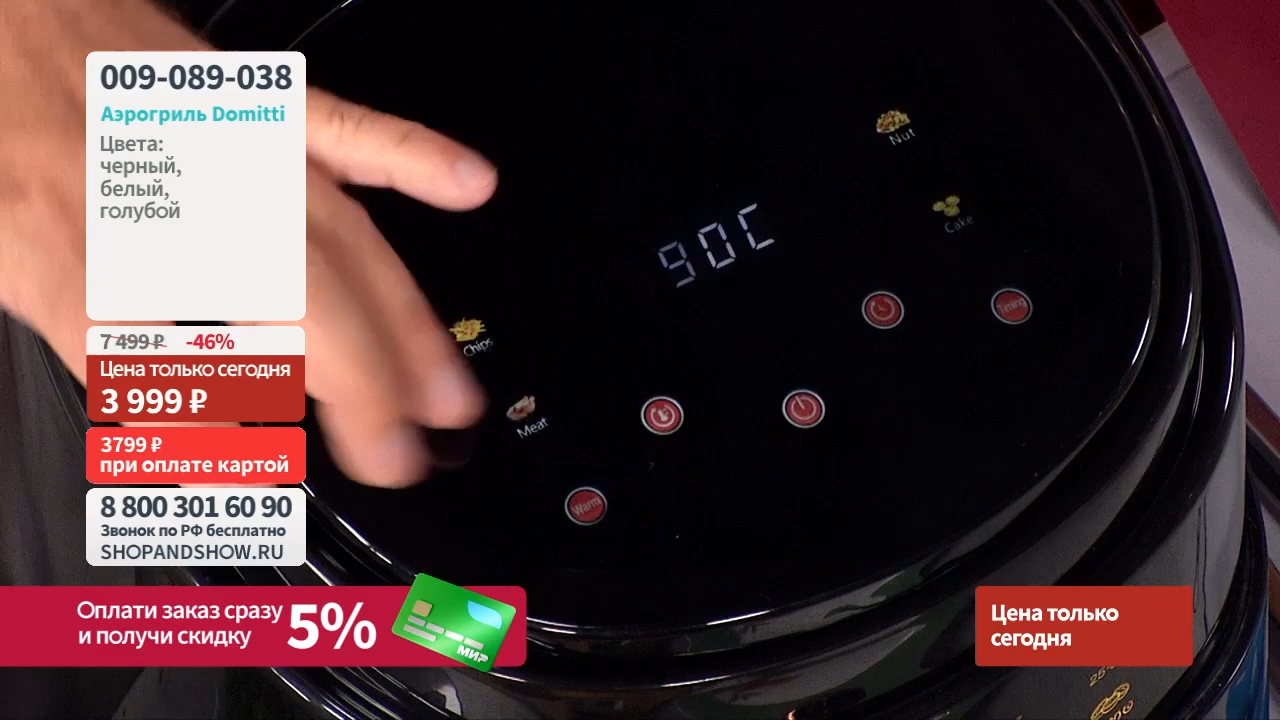 009-089-038
Аэрогриль Domitti
Цвета:
черный,
белый,
голубой
7 499 ₽ -46%
Цена только сегодня
3 999 ₽
3799 ₽
при оплате картой
8 800 301 60 90
Звонок по РФ бесплатно
SHOPANDSHOW.RU
Оплати заказ сразу
и получи скидку
5%
МИР
Цена только
сегодня
Nut
Cake
90C
Timing
Chips
Meat
Warm